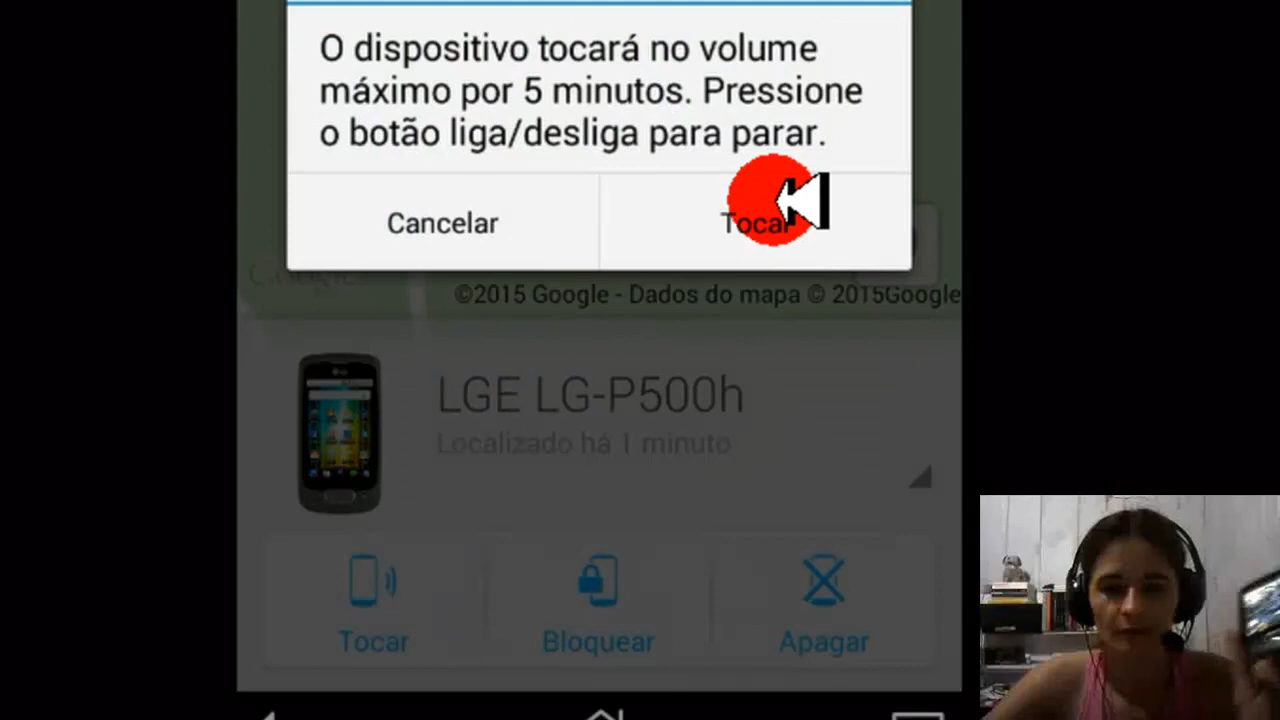 O dispositivo tocará no volume
máximo por 5 minutos. Pressione
o botão liga/desliga para parar.
Cancelar
Tocar
Google
©2015 Google - Dados do mapa © 2015Google
LGE LG-P500h
Localizado há 1 minuto
Tocar
Bloquear
Apagar